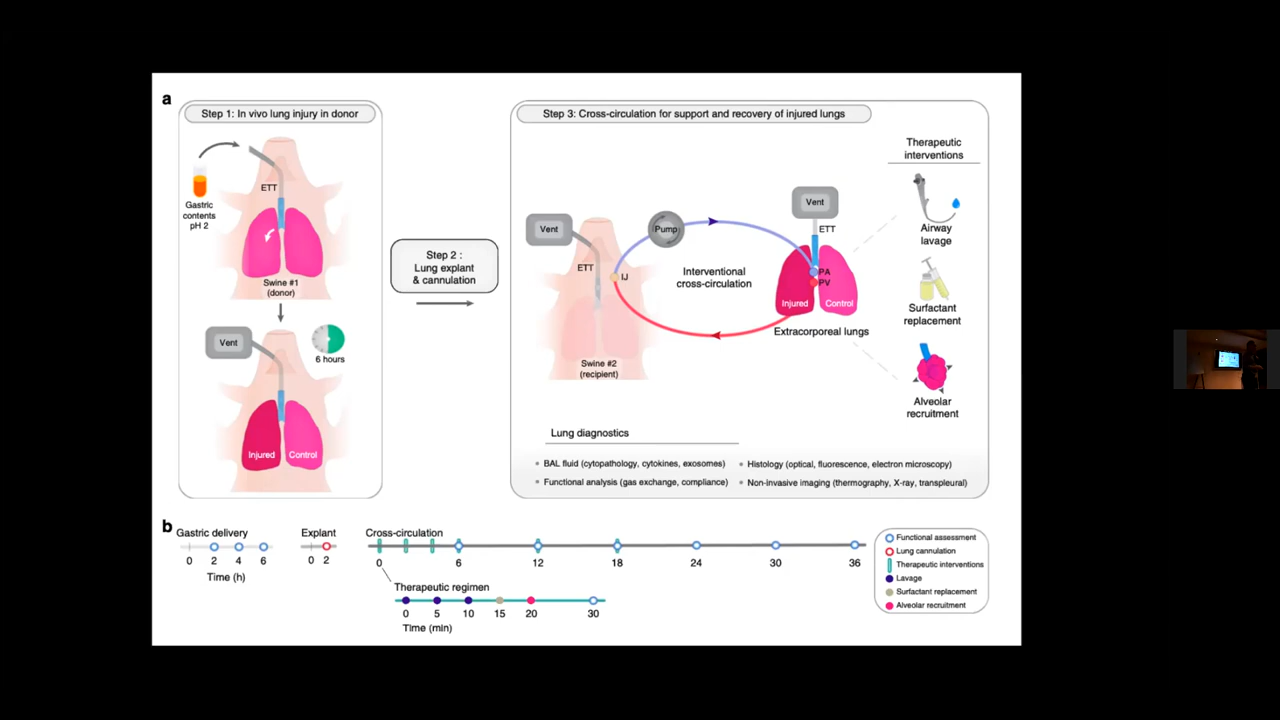 a
Step 1: In vivo lung injury in donor
ETT
Gastric
contents
pH 2
Swine #1
(donor)
Vent
6 hours
Injured
Control
Step 2 :
Lung explant
& cannulation
Step 3: Cross-circulation for support and recovery of injured lungs
Vent
ETT
IJ
Pump
Interventional
cross-circulation
Swine #2
(recipient)
Vent
ETT
PA
PV
Injured
Control
Extracorporeal lungs
Therapeutic
interventions
Airway
lavage
Surfactant
replacement
Alveolar
recruitment
Lung diagnostics
• BAL fluid (cytopathology, cytokines, exosomes)
• Functional analysis (gas exchange, compliance)
• Histology (optical, fluorescence, electron microscopy)
• Non-invasive imaging (thermography, X-ray, transpleural)
b
Gastric delivery
0 2 4 6
Time (h)
Explant
0 2
Cross-circulation
0 6 12 18 24 30 36
Therapeutic regimen
0 5 10 15 20 30
Time (min)
Functional assessment
Lung cannulation
Therapeutic interventions
Lavage
Surfactant replacement
Alveolar recruitment